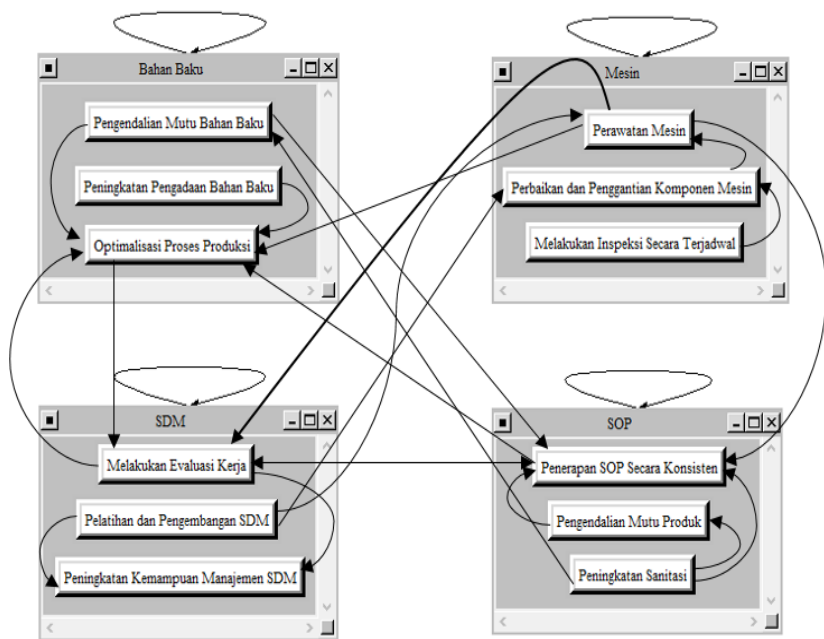 Bahan Baku
Pengendalian Mutu Bahan Baku
Peningkatan Pengadaan Bahan Baku
Optimalisasi Proses Produksi
Mesin
Perawatan Mesin
Perbaikan dan Penggantian Komponen Mesin
Melakukan Inspeksi Secara Terjadwal
SDM
Melakukan Evaluasi Kerja
Pelatihan dan Pengembangan SDM
Peningkatan Kemampuan Manajemen SDM
SOP
Penerapan SOP Secara Konsisten
Pengendalian Mutu Produk
Peningkatan Sanitasi